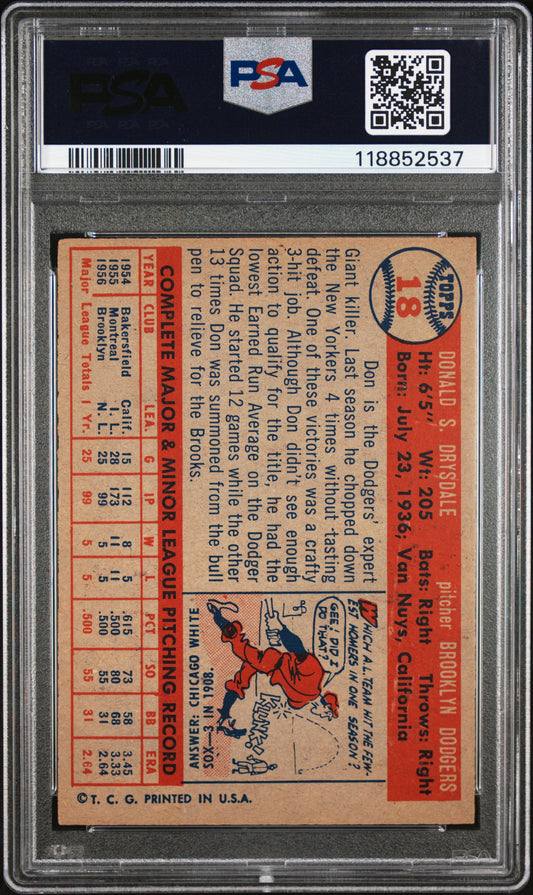 PSA
PSA
118852537
TOPPS
18
DONALD S. DRYSDALE pitcher BROOKLYN DODGERS
Ht: 6'5" Wt: 205 Bats: Right Throws: Right
Born: July 23, 1936; Van Nuys, California
Don is the Dodgers' expert
Giant killer. Last season he chopped down
the New Yorkers 4 times without tasting
defeat. One of these victories was a crafty
3-hit job. Although Don didn't see enough
action to qualify for the title, he had the
lowest Earned Run Average on the Dodger
Squad. He started 12 games while the other
13 times Don was summoned from the bull
pen to relieve for the Brooks.
WHICH A.L. TEAM HIT THE FEW-
EST HOMERS IN ONE SEASON?
GEE! DID I
DO THAT?
KLUNK!
ANSWER: CHICAGO WHITE
SOX-3 IN 1908
COMPLETE MAJOR & MINOR LEAGUE PITCHING RECORD
YEAR CLUB LEA. G IP W L PCT SO BB ERA
1954 Bakersfield Calif. 15 112 8 5 .615 73 58 3.45
1955 Montreal I. L. 28 173 11 11 .500 80 68 3.33
1956 Brooklyn N. L. 25 99 5 5 .500 55 31 2.64
Major League Totals 1 Yr. 25 99 5 5 .500 55 31 2.64
© T. C. G. PRINTED IN U.S.A.
PSA